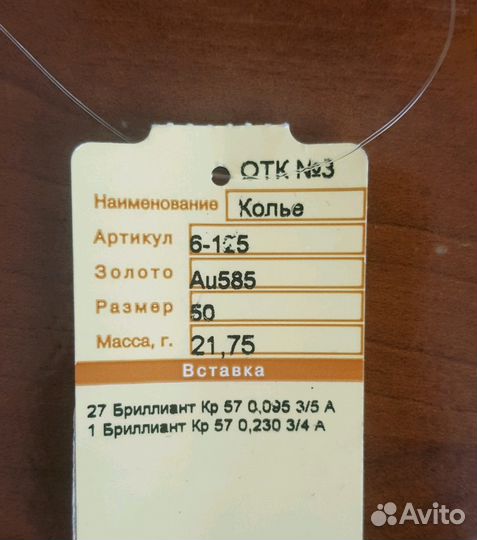 ОТК №3
Наименование Колье
Артикул 6-125
Золото Au585
Размер 50
Масса, г. 21,75
Вставка
27 Бриллиант Кр 57 0,095 3/5 А
1 Бриллиант Кр 57 0,230 3/4 А
Avito